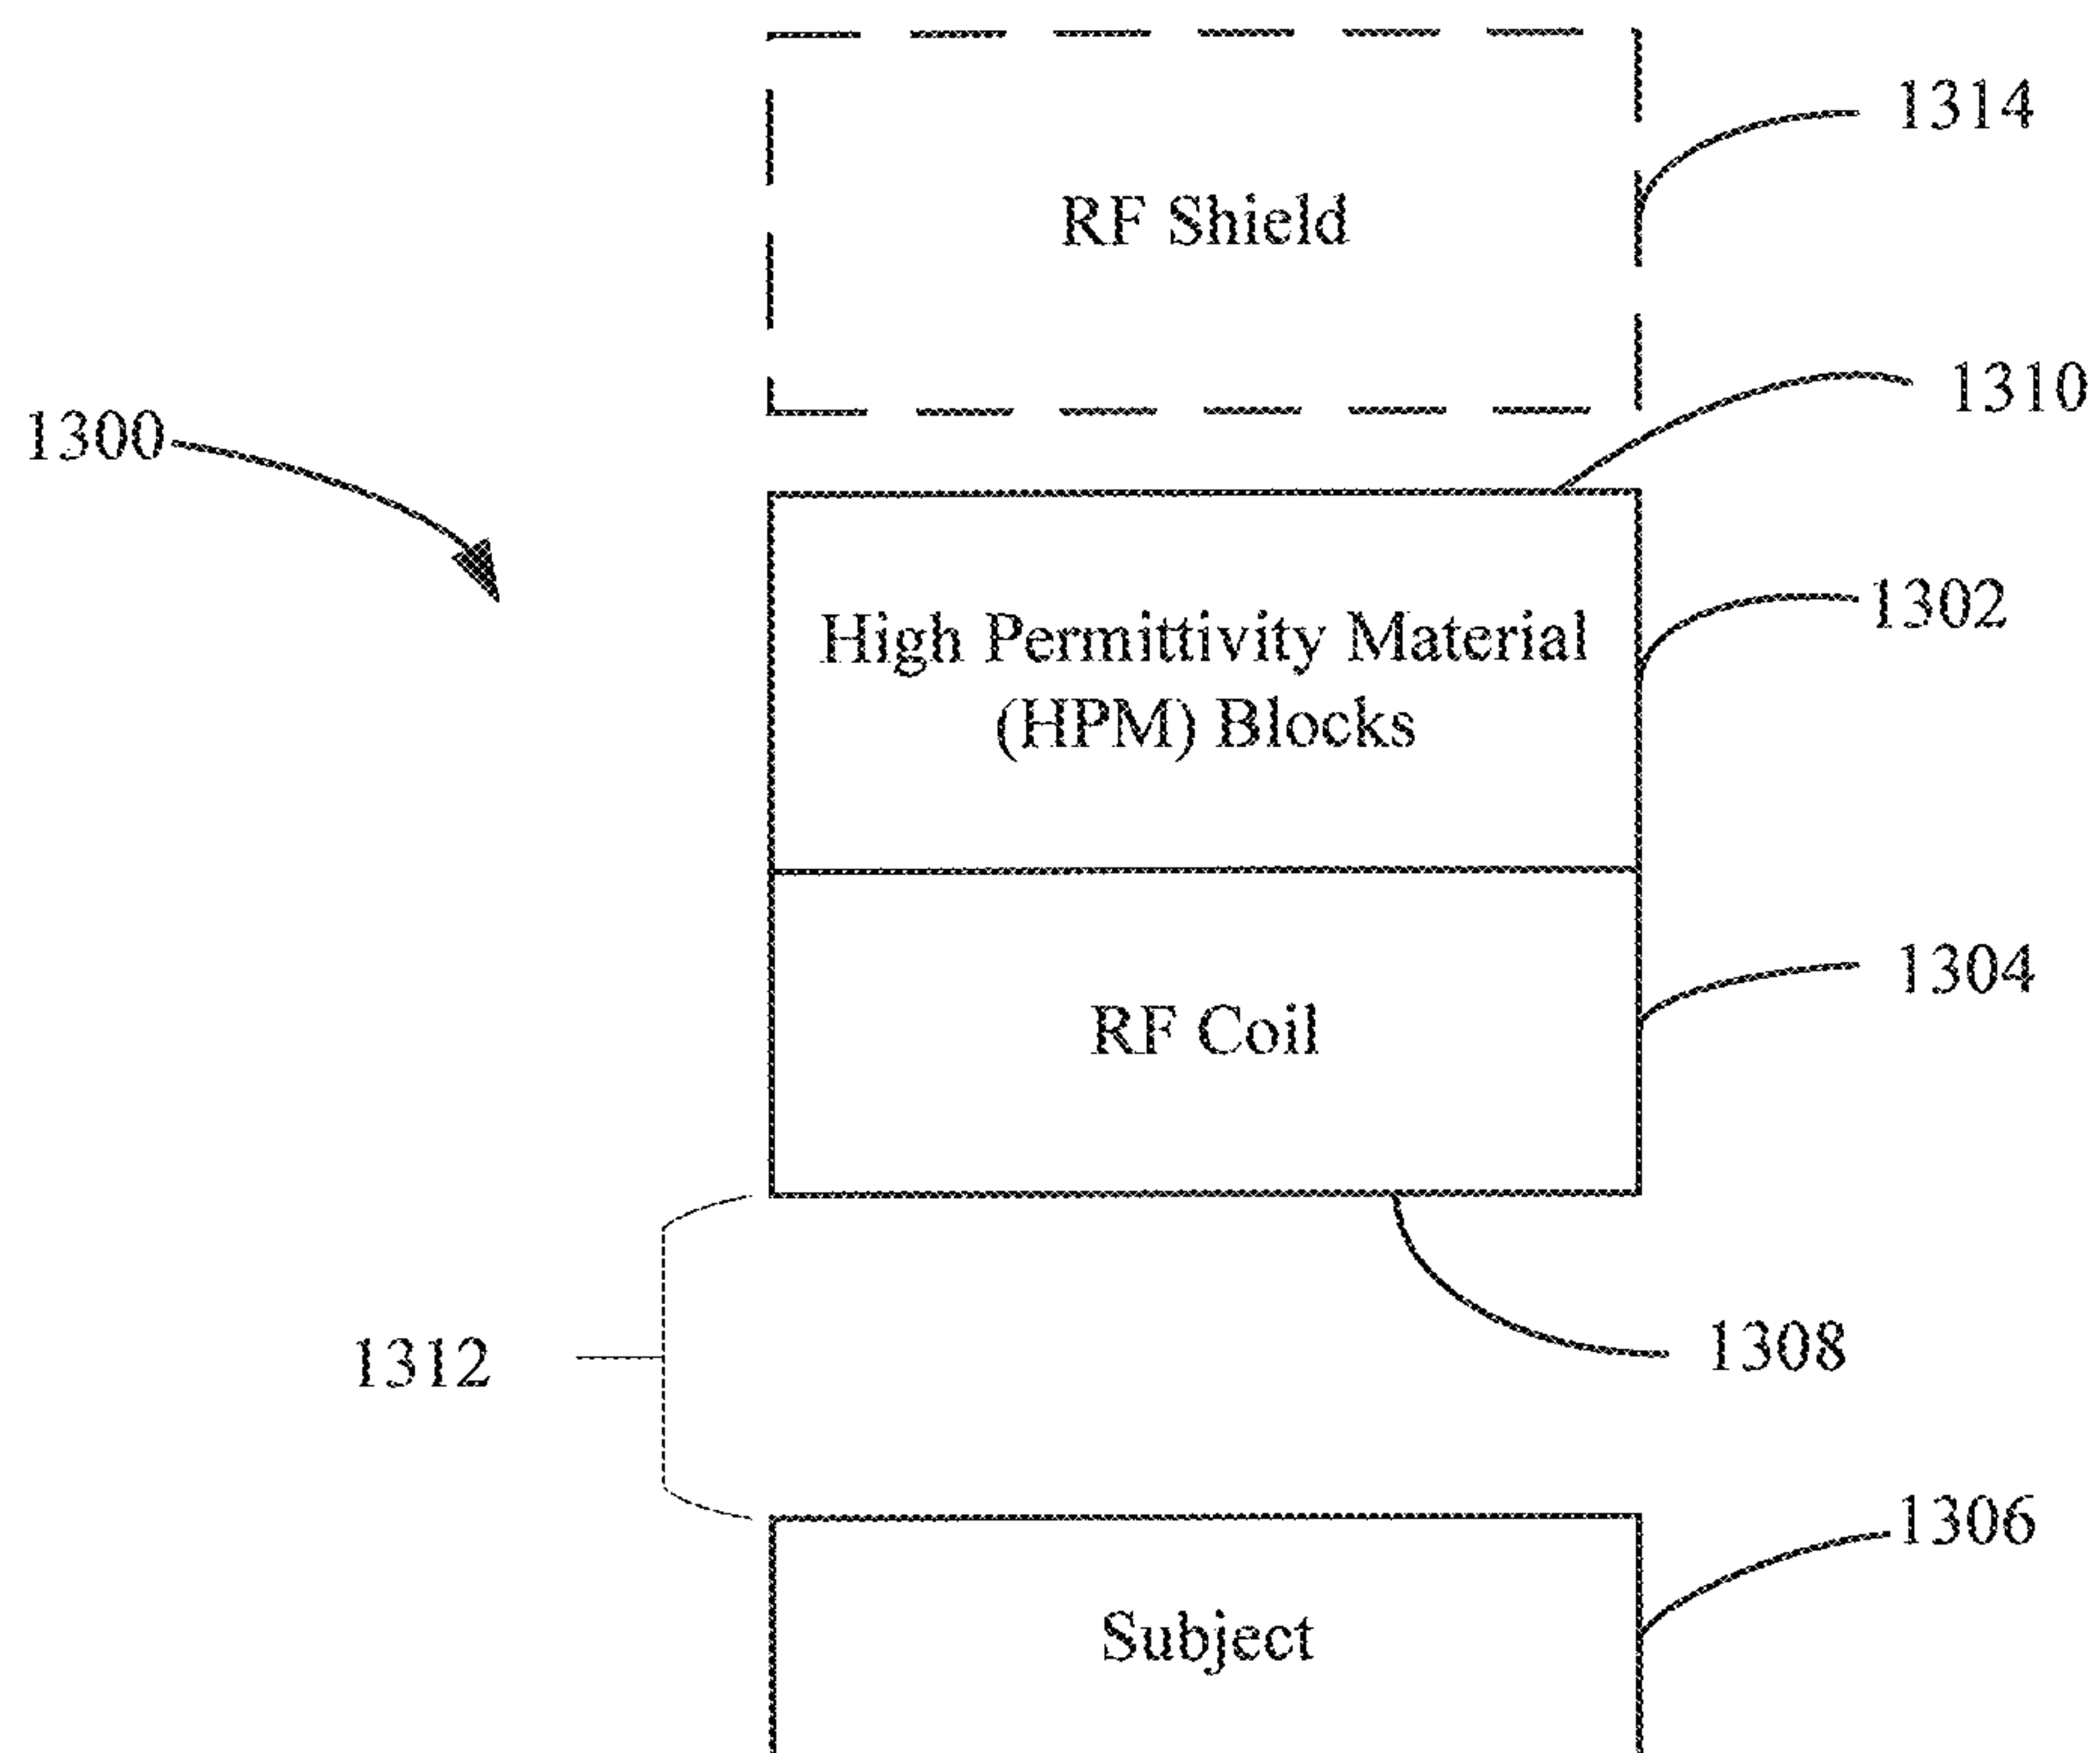 1314
RF Shield
1310
1300
1302
High Permittivity Material
(HPM) Blocks
1304
RF Coil
1308
1312
1306
Subject